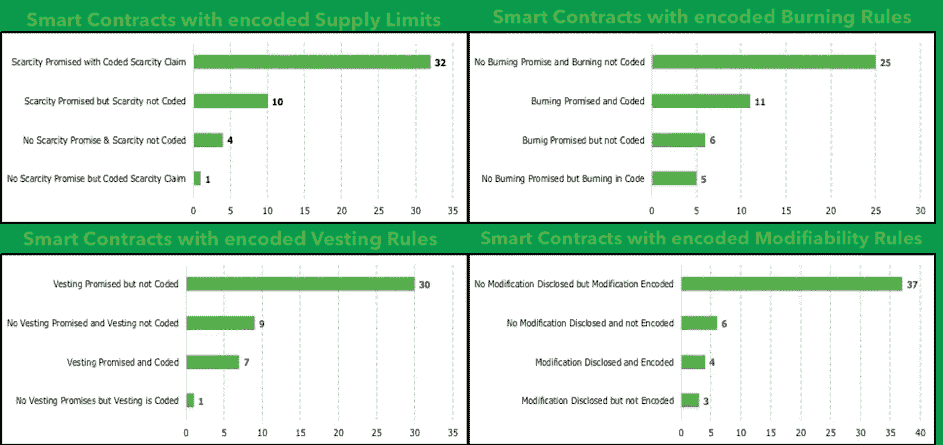 Smart Contracts with encoded Supply Limits
Scarcity Promised with Coded Scarcity Claim 32
Scarcity Promised but Scarcity not Coded 10
No Scarcity Promise & Scarcity not Coded 4
No Scarcity Promise but Coded Scarcity Claim 1
0 5 10 15 20 25 30 35
Smart Contracts with encoded Burning Rules
No Burning Promise and Burning not Coded 25
Burning Promised and Coded 11
Burnig Promised but not Coded 6
No Burning Promised but Burning in Code 5
0 5 10 15 20 25 30
Smart Contracts with encoded Vesting Rules
Vesting Promised but not Coded 30
No Vesting Promised and Vesting not Coded 9
Vesting Promised and Coded 7
No Vesting Promises but Vesting is Coded 1
0 5 10 15 20 25 30 35
Smart Contracts with encoded Modifiability Rules
No Modification Disclosed but Modification Encoded 37
No Modification Disclosed and not Encoded 6
Modification Disclosed and Encoded 4
Modification Disclosed but not Encoded 3
0 5 10 15 20 25 30 35 40